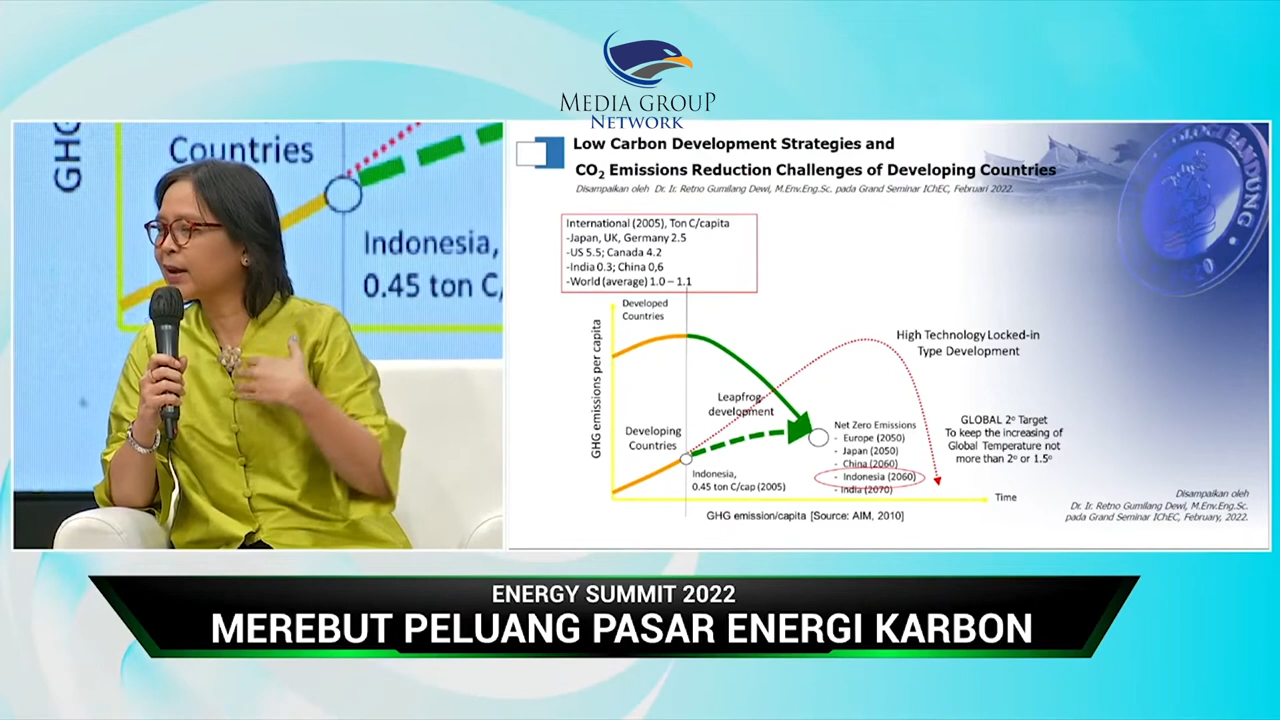 MEDIA GROUP
NETWORK
GHG
Countries
Indonesia,
0.45 ton C/
Low Carbon Development Strategies and
CO2 Emissions Reduction Challenges of Developing Countries
Disampaikan oleh Dr. Ir. Retno Gumilang Dewi, M.Env.Eng.Sc. pada Grand Seminar IChEC, Februari 2022.
International (2005), Ton C/capita
-Japan, UK, Germany 2.5
-US 5.5; Canada 4.2
-India 0.3; China 0,6
-World (average) 1.0 – 1.1
Developed
Countries
GHG emissions per capita
High Technology Locked-in
Type Development
Leapfrog
development
Developing
Countries
Indonesia,
0.45 ton C/cap (2005)
Net Zero Emissions
- Europe (2050)
- Japan (2050)
- China (2060)
- Indonesia (2060)
- India (2070)
GLOBAL 2° Target
To keep the increasing of
Global Temperature not
more than 2° or 1.5°
Time
GHG emission/capita [Source: AIM, 2010]
Disampaikan oleh
Dr. Ir. Retno Gumilang Dewi, M.Env.Eng.Sc.
pada Grand Seminar IChEC, February, 2022.
BANDUNG
ENERGY SUMMIT 2022
MEREBUT PELUANG PASAR ENERGI KARBON